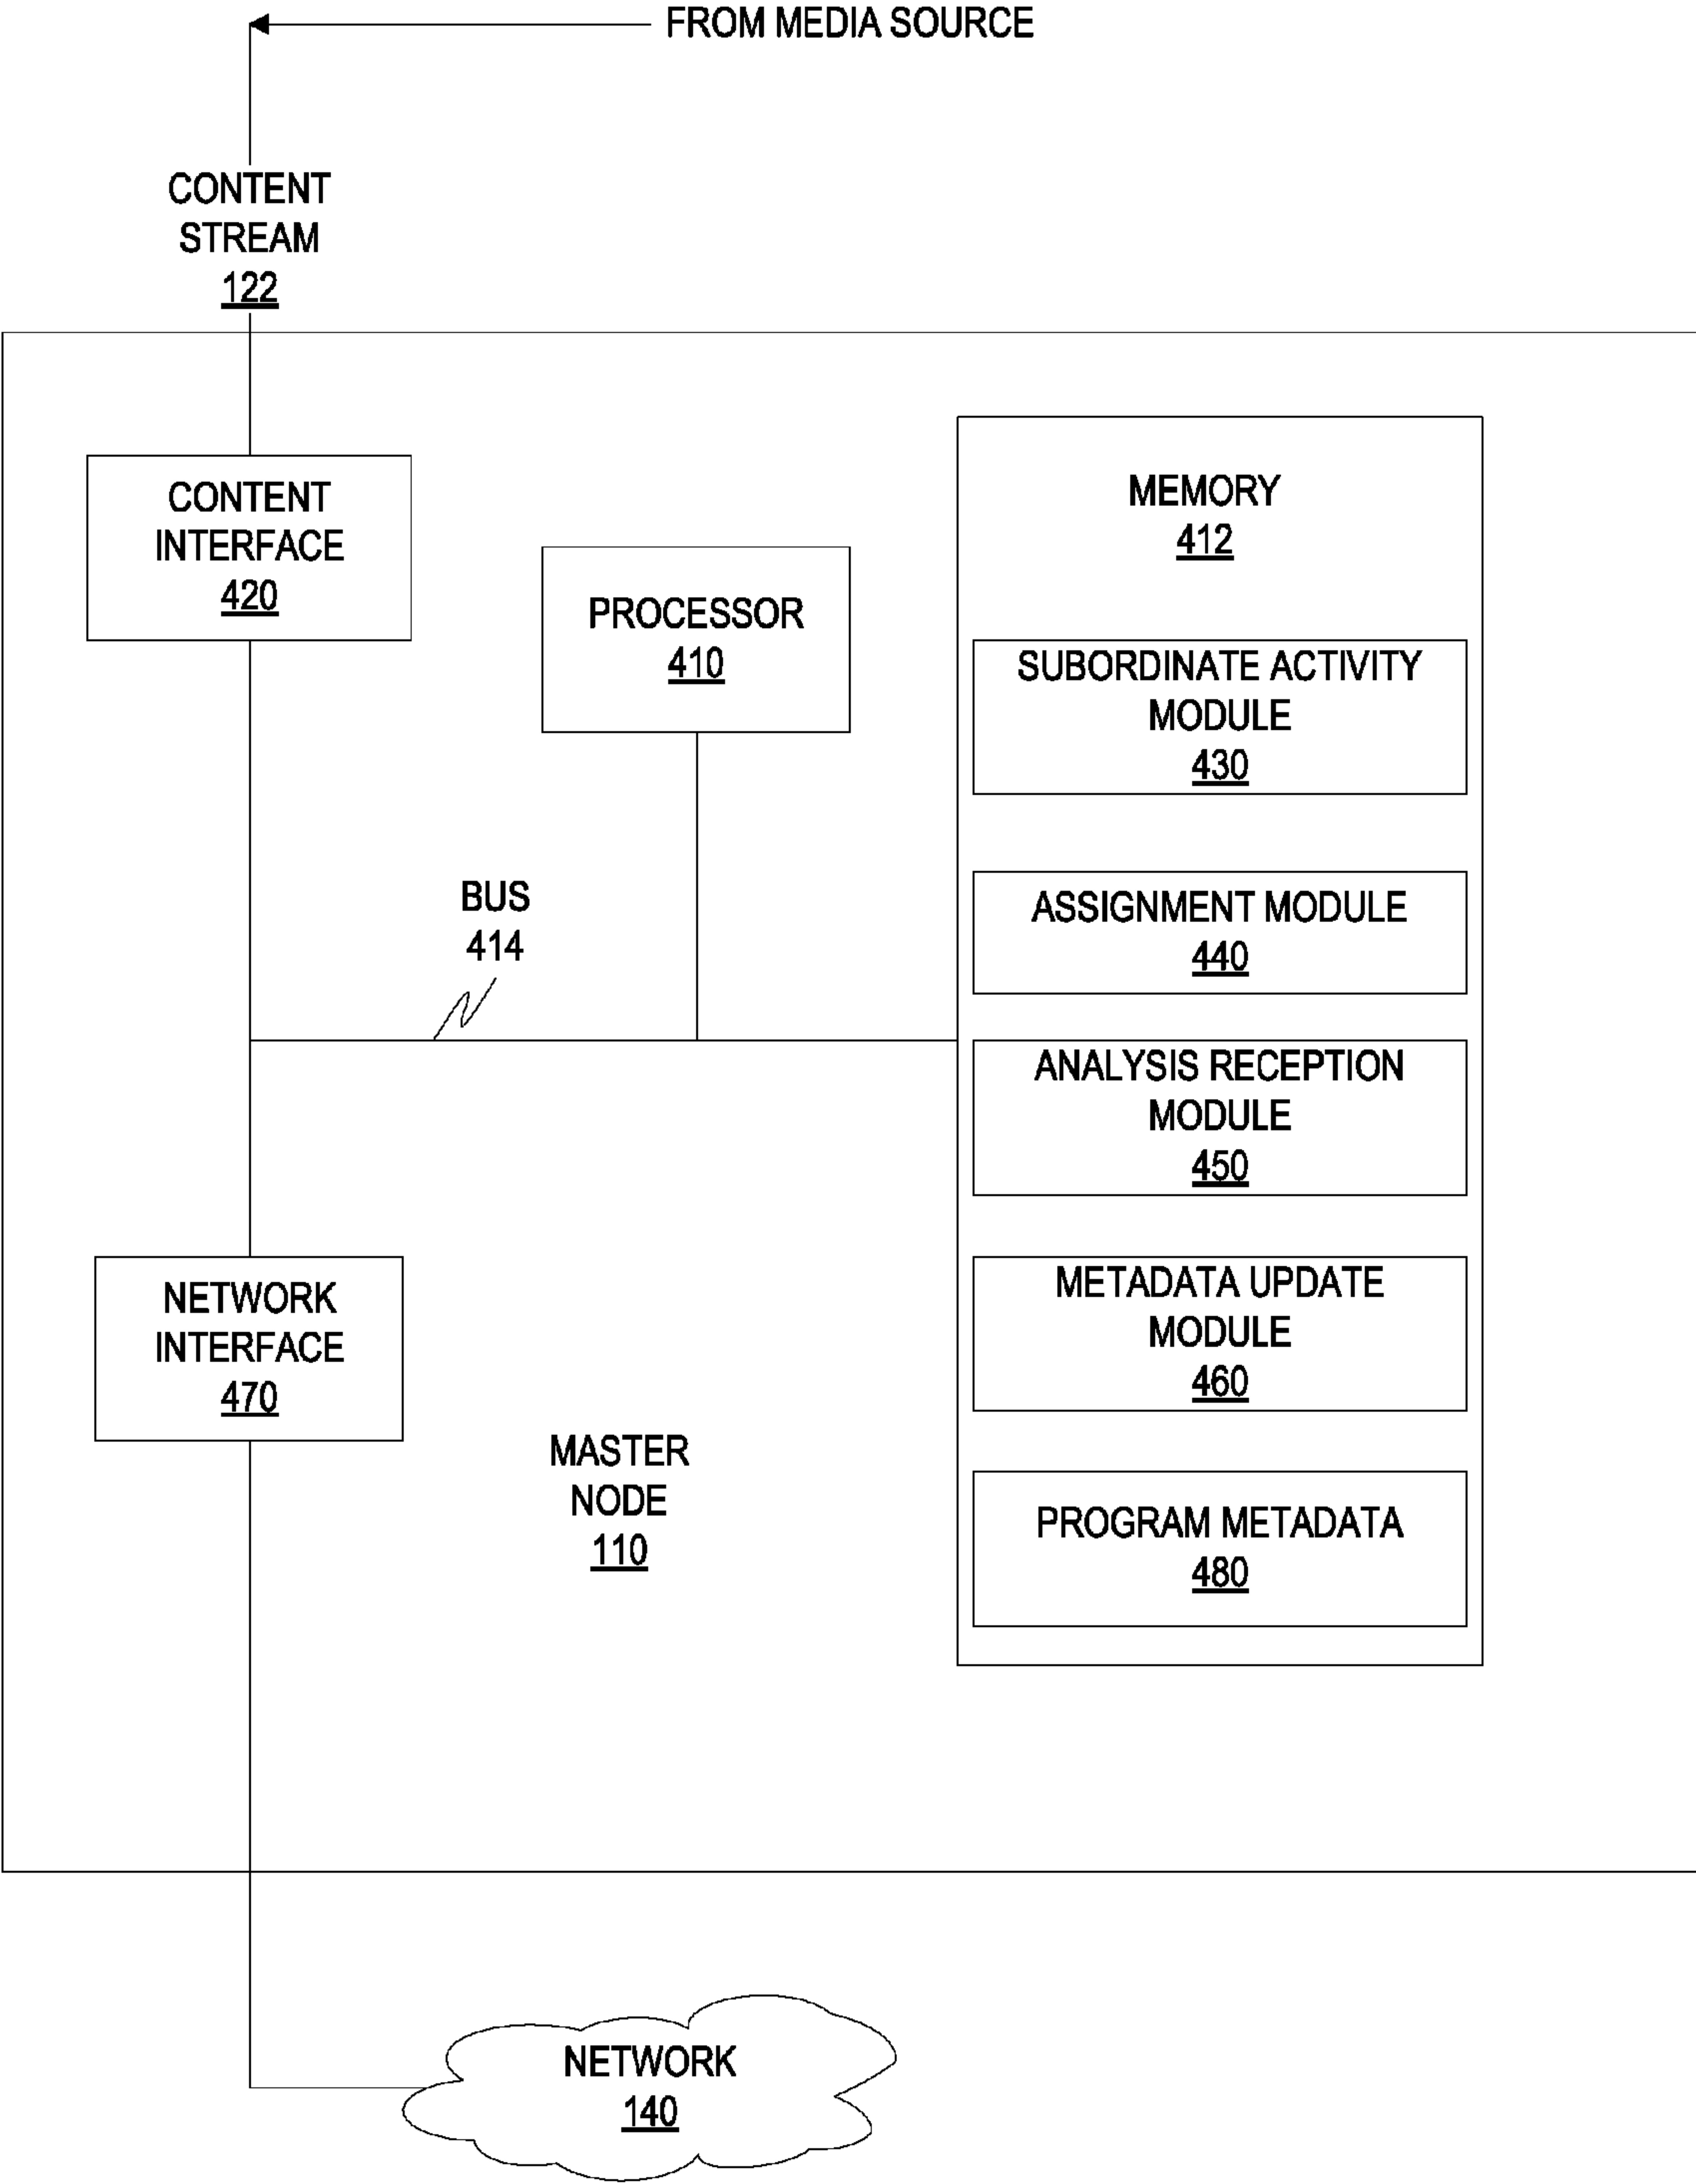 FROM MEDIA SOURCE
CONTENT
STREAM
122
CONTENT
INTERFACE
420
PROCESSOR
410
MEMORY
412
SUBORDINATE ACTIVITY
MODULE
430
BUS
414
ASSIGNMENT MODULE
440
ANALYSIS RECEPTION
MODULE
450
NETWORK
INTERFACE
470
METADATA UPDATE
MODULE
460
MASTER
NODE
110
PROGRAM METADATA
480
NETWORK
140